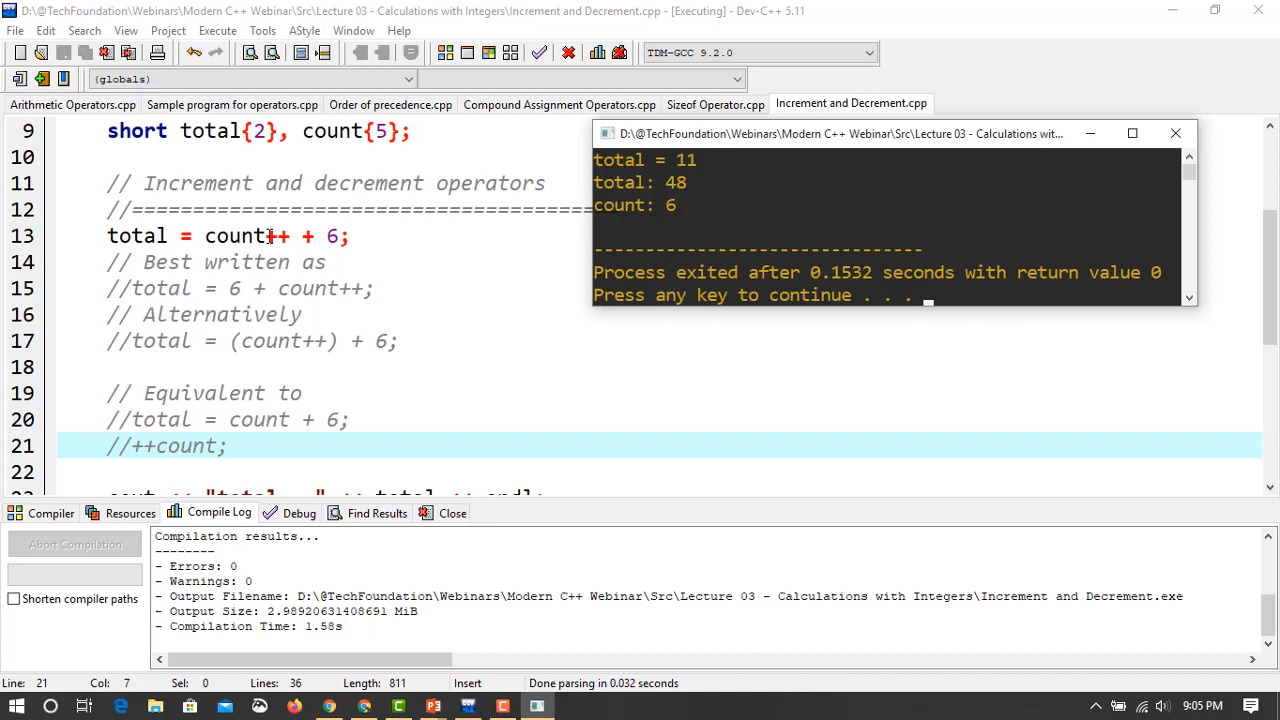 D:\@TechFoundation\Webinars\Modern C++ Webinar\Src\Lecture 03 - Calculations with Integers\Increment and Decrement.cpp - [Executing] - Dev-C++ 5.11
File Edit Search View Project Execute Tools AStyle Window Help
TDM-GCC 9.2.0
(globals)
Arithmetic Operators.cpp Sample program for operators.cpp Order of precedence.cpp Compound Assignment Operators.cpp Sizeof Operator.cpp Increment and Decrement.cpp
9 short total{2}, count{5};
10
11 // Increment and decrement operators
12 //========================================
13 total = count++ + 6;
14 // Best written as
15 //total = 6 + count++;
16 // Alternatively
17 //total = (count++) + 6;
18
19 // Equivalent to
20 //total = count + 6;
21 //++count;
22
D:\@TechFoundation\Webinars\Modern C++ Webinar\Src\Lecture 03 - Calculations wit...
total = 11
total: 48
count: 6
--------------------------------
Process exited after 0.1532 seconds with return value 0
Press any key to continue . . .
Compiler Resources Compile Log Debug Find Results Close
Abort Compilation
Shorten compiler paths
Compilation results...
--------
- Errors: 0
- Warnings: 0
- Output Filename: D:\@TechFoundation\Webinars\Modern C++ Webinar\Src\Lecture 03 - Calculations with Integers\Increment and Decrement.exe
- Output Size: 2.98920631408691 MiB
- Compilation Time: 1.58s
Line: 21 Col: 7 Sel: 0 Lines: 36 Length: 811 Insert Done parsing in 0.032 seconds
9:05 PM